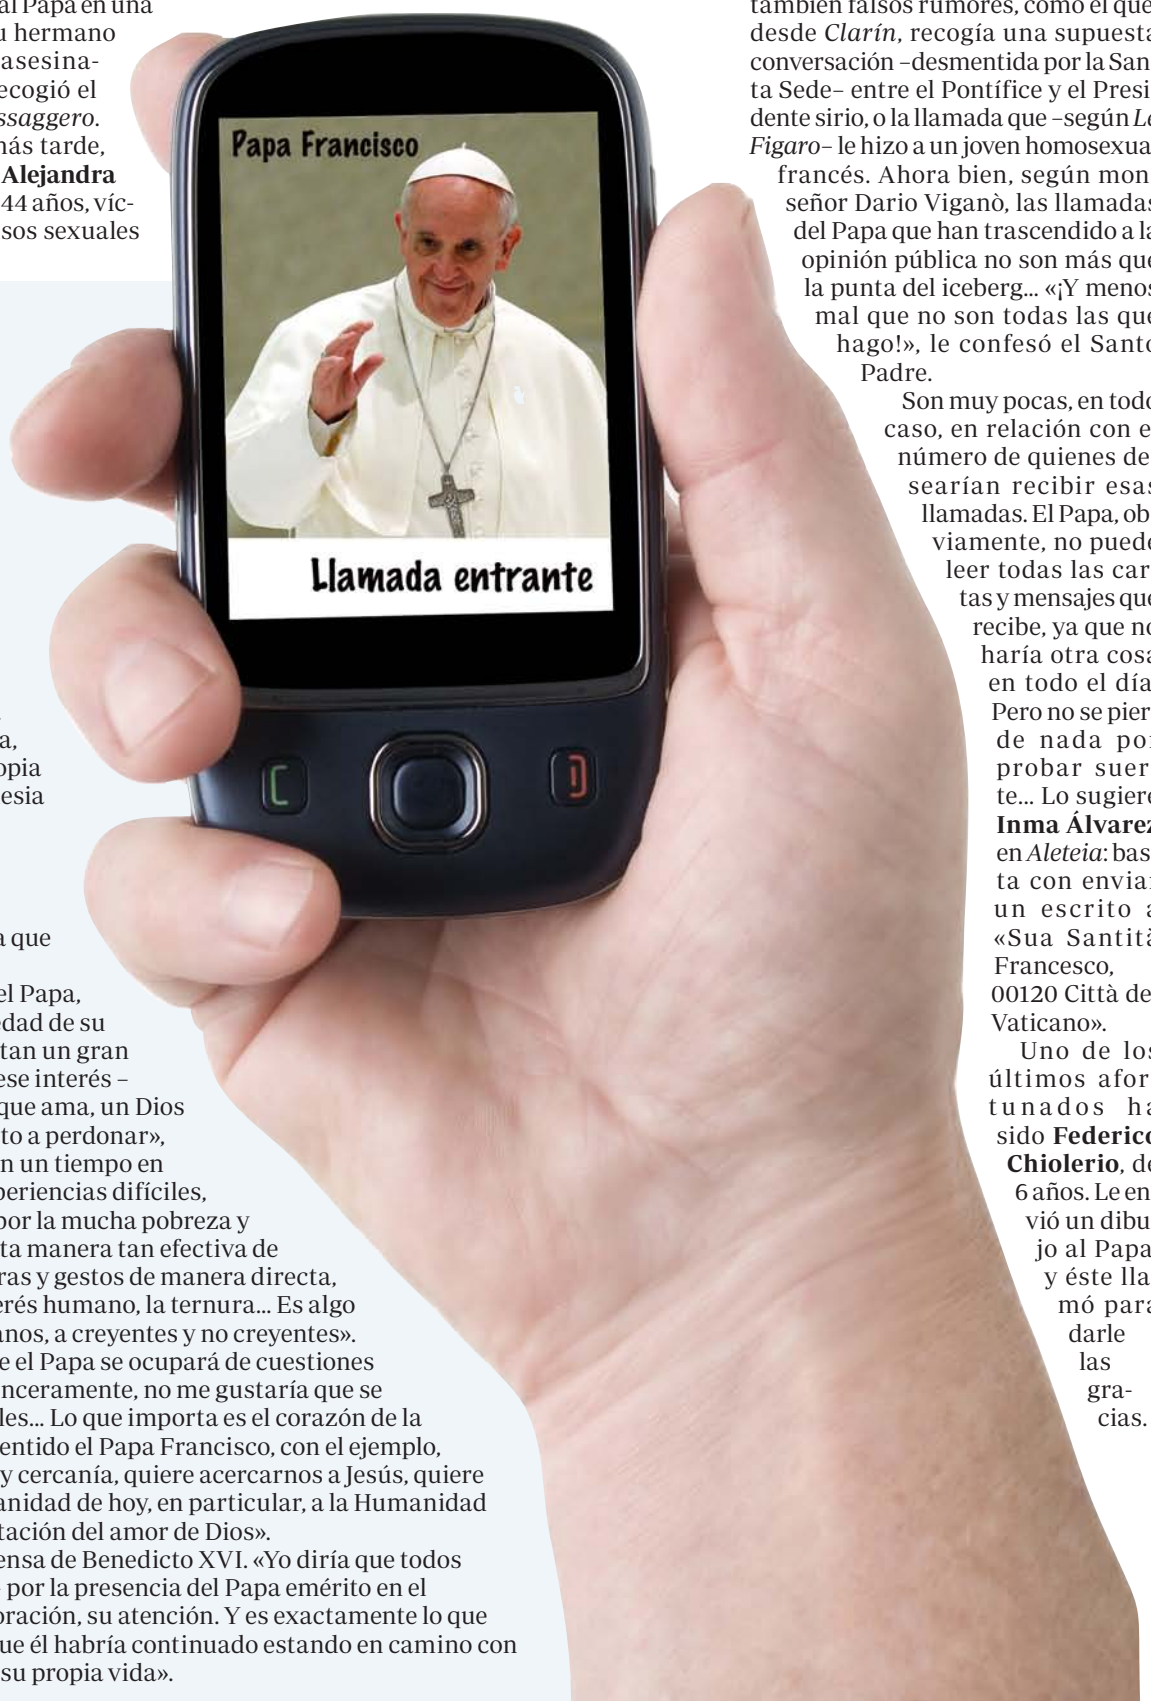 al Papa en una
hermano
asesina-
ecogió el
ssaggero.
más tarde,
Alejandra
44 años, víc-
sos sexuales
Papa Francisco
Llamada entrante
a,
opia
esia
a que
el Papa,
edad de su
tan un gran
ese interés –
que ama, un Dios
to a perdonar»,
n un tiempo en
periencias difíciles,
por la mucha pobreza y
ta manera tan efectiva de
ras y gestos de manera directa,
erés humano, la ternura... Es algo
anos, a creyentes y no creyentes».
e el Papa se ocupará de cuestiones
nceramente, no me gustaría que se
les... Lo que importa es el corazón de la
entido el Papa Francisco, con el ejemplo,
y cercanía, quiere acercarnos a Jesús, quiere
anidad de hoy, en particular, a la Humanidad
tación del amor de Dios».
ensa de Benedicto XVI. «Yo diría que todos
por la presencia del Papa emérito en el
oración, su atención. Y es exactamente lo que
ue él habría continuado estando en camino con
su propia vida».
también falsos rumores, como el que,
desde Clarín, recogía una supuesta
conversación –desmentida por la San-
ta Sede– entre el Pontífice y el Presi-
dente sirio, o la llamada que –según Le
Figaro– le hizo a un joven homosexual
francés. Ahora bien, según mon-
señor Dario Viganò, las llamadas
del Papa que han trascendido a la
opinión pública no son más que
la punta del iceberg... «¡Y menos
mal que no son todas las que
hago!», le confesó el Santo
Padre.
Son muy pocas, en todo
caso, en relación con el
número de quienes de-
searían recibir esas
llamadas. El Papa, ob-
viamente, no puede
leer todas las car-
tas y mensajes que
recibe, ya que no
haría otra cosa
en todo el día.
Pero no se pier-
de nada por
probar suer-
te... Lo sugiere
Inma Álvarez
en Aleteia: bas-
ta con enviar
un escrito a
«Sua Santità
Francesco,
00120 Città del
Vaticano».
Uno de los
últimos afor-
tunados ha
sido Federico
Chiolerio, de
6 años. Le en-
vió un dibu-
jo al Papa,
y éste lla-
mó para
darle
las
gra-
cias.